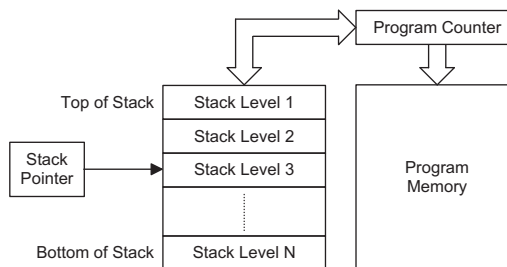 Program Counter
Top of Stack
Stack Level 1
Stack Level 2
Stack
Pointer
Stack Level 3
Program
Memory
Bottom of Stack
Stack Level N